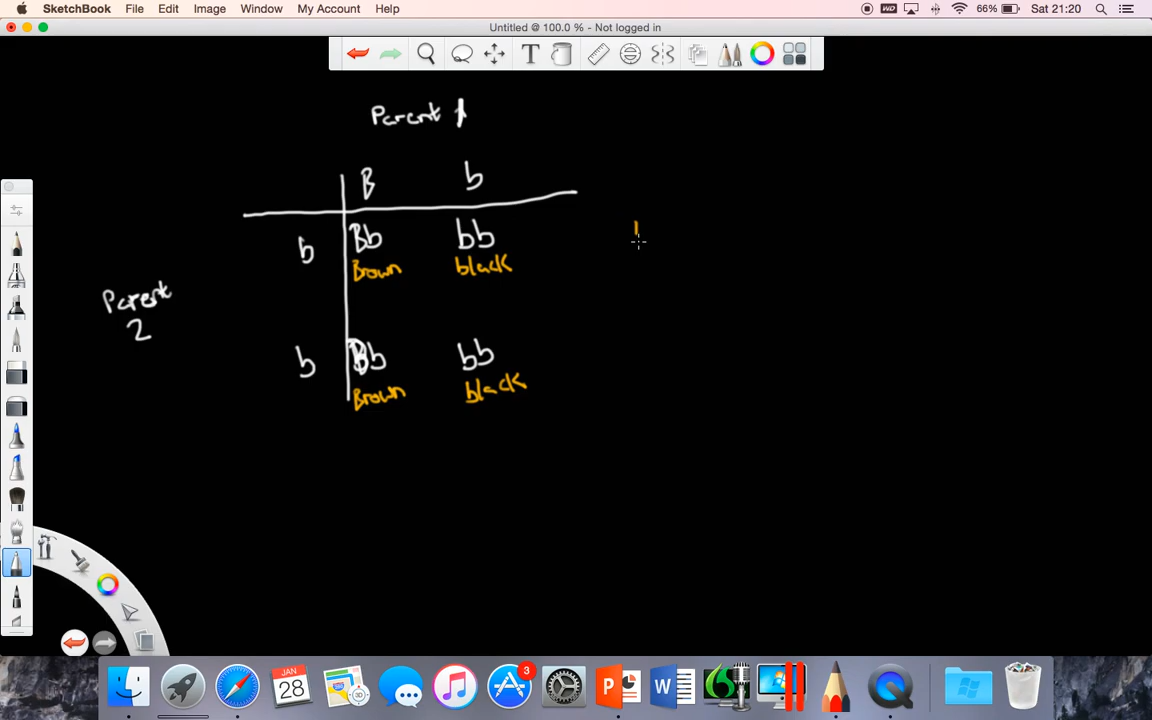 SketchBook File Edit Image Window My Account Help 66% Sat 21:20
Untitled @ 100.0 % - Not logged in
T
Parent 1
B b
b Bb bb
Brown black
Parent
2
b Bb bb
Brown black
3
JAN
28
P W